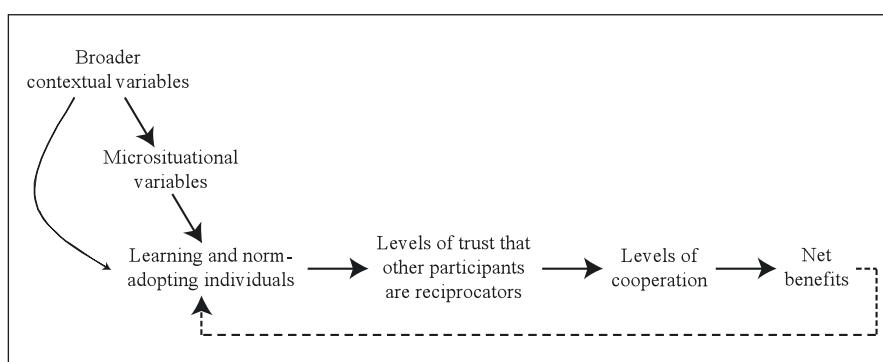 Broader
contextual variables
Microsituational
variables
Learning and norm-
adopting individuals
Levels of trust that
other participants
are reciprocators
Levels of
cooperation
Net
benefits